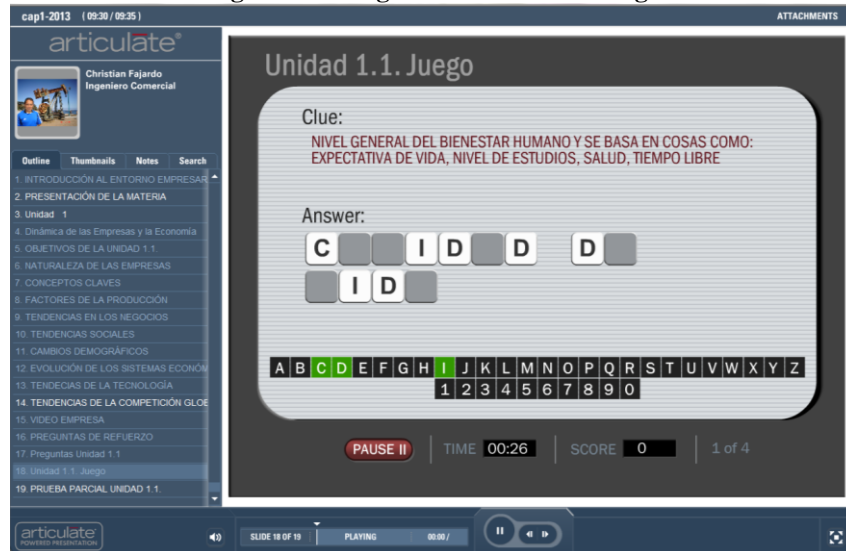 cap1-2013 ( 09:30 / 09:35 )
ATTACHMENTS
articulate®
Christian Fajardo
Ingeniero Comercial
Outline Thumbnails Notes Search
1. INTRODUCCIÓN AL ENTORNO EMPRESAR
2. PRESENTACIÓN DE LA MATERIA
3. Unidad 1
4. Dinámica de las Empresas y la Economía
5. OBJETIVOS DE LA UNIDAD 1.1.
6. NATURALEZA DE LAS EMPRESAS
7. CONCEPTOS CLAVES
8. FACTORES DE LA PRODUCCIÓN
9. TENDENCIAS EN LOS NEGOCIOS
10. TENDENCIAS SOCIALES
11. CAMBIOS DEMOGRÁFICOS
12. EVOLUCIÓN DE LOS SISTEMAS ECONÓM
13. TENDECIAS DE LA TECNOLOGÍA
14. TENDENCIAS DE LA COMPETICIÓN GLOE
15. VIDEO EMPRESA
16. PREGUNTAS DE REFUERZO
17. Preguntas Unidad 1.1
18. Unidad 1.1. Juego
19. PRUEBA PARCIAL UNIDAD 1.1.
Unidad 1.1. Juego
Clue:
NIVEL GENERAL DEL BIENESTAR HUMANO Y SE BASA EN COSAS COMO:
EXPECTATIVA DE VIDA, NIVEL DE ESTUDIOS, SALUD, TIEMPO LIBRE
Answer:
C I D D D
I D
A B C D E F G H I J K L M N O P Q R S T U V W X Y Z
1 2 3 4 5 6 7 8 9 0
PAUSE II TIME 00:26 SCORE 0 1 of 4
articulate
POWERED PRESENTATION
SLIDE 18 OF 19 PLAYING 00:00 /